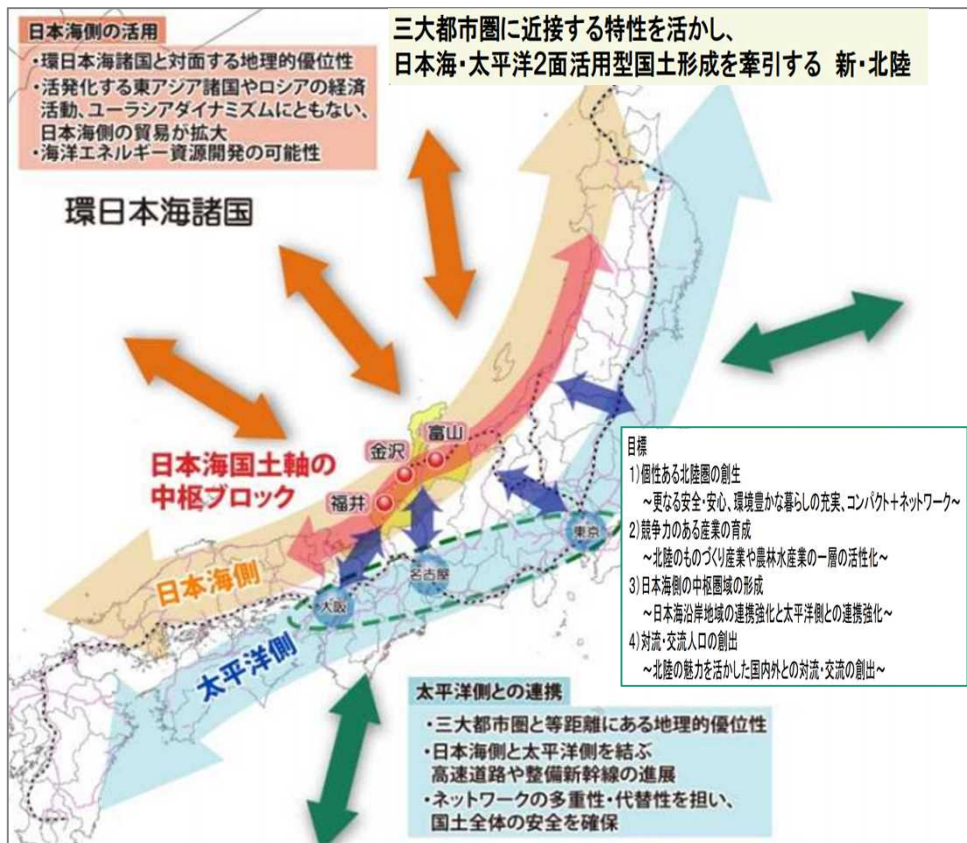 三大都市圏に近接する特性を活かし、
日本海・太平洋2面活用型国土形成を牽引する 新・北陸
日本海側の活用
・環日本海諸国と対面する地理的優位性
・活発化する東アジア諸国やロシアの経済
活動、ユーラシアダイナミズムにともない、
日本海側の貿易が拡大
・海洋エネルギー資源開発の可能性
環日本海諸国
日本海国土軸の
中枢ブロック
富山
金沢
福井
東京
名古屋
大阪
日本海側
太平洋側
目標
1)個性ある北陸圏の創生
～更なる安全・安心、環境豊かな暮らしの充実、コンパクト+ネットワーク～
2)競争力のある産業の育成
～北陸のものづくり産業や農林水産業の一層の活性化～
3)日本海側の中枢圏域の形成
～日本海沿岸地域の連携強化と太平洋側との連携強化～
4)対流・交流人口の創出
～北陸の魅力を活かした国内外との対流・交流の創出～
太平洋側との連携
・三大都市圏と等距離にある地理的優位性
・日本海側と太平洋側を結ぶ
高速道路や整備新幹線の進展
・ネットワークの多重性・代替性を担い、
国土全体の安全を確保